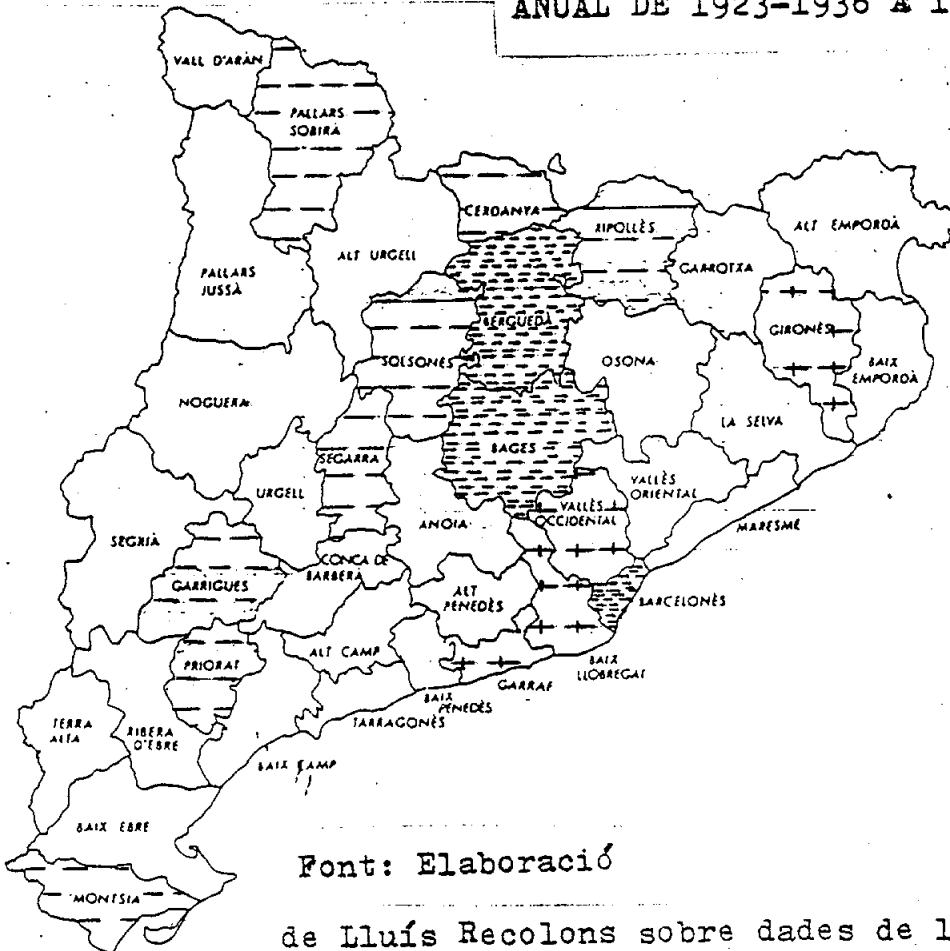 ANUAL DE 1923-1936 A 1
VALL D'ARÀN
PALLARS
SOBIRÀ
CERDANYA
RIPOLLÈS
ALT EMPORDÀ
ALT URGELL
GARROTXA
PALLARS
JUSSÀ
BERGUEDÀ
GIRONÈS
SOLSONÈS
OSONA
BAIX
EMPORDÀ
NOGUERA
LA SELVA
BAGES
SEGARRA
URGELL
VALLÈS
ORIENTAL
VALLÈS
OCCIDENTAL
ANOIA
MARESME
SEGRIÀ
CONCA DE
BARBERÀ
GARRIGUES
ALT
PENEDÈS
BARCELONÈS
ALT CAMP
PRIORAT
BAIX
LLOBREGAT
GARRAF
BAIX
PENEDÈS
TARRAGONÈS
TERRA
ALTA
RIBERA
D'EBRE
BAIX CAMP
BAIX EBRE
MONTSIA
Font: Elaboració
de Lluís Recolons sobre dades de l